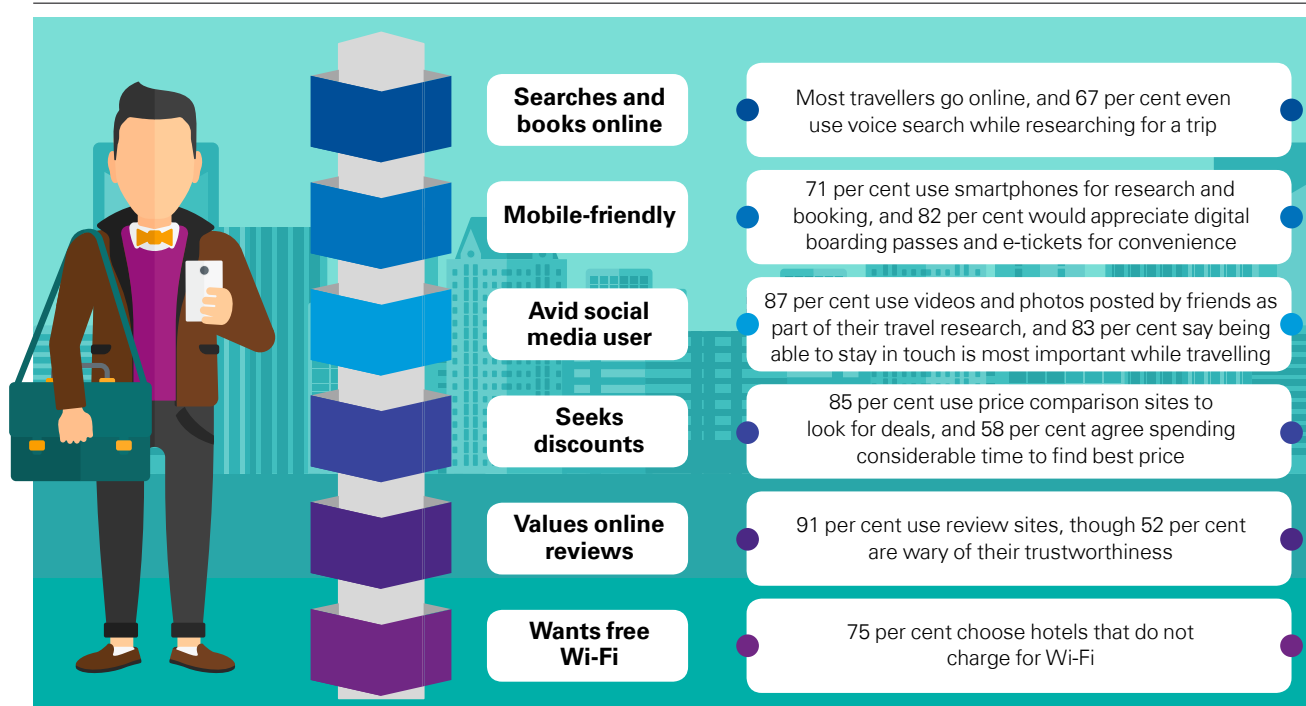 Searches and
books online
Most travellers go online, and 67 per cent even
use voice search while researching for a trip
Mobile-friendly
71 per cent use smartphones for research and
booking, and 82 per cent would appreciate digital
boarding passes and e-tickets for convenience
Avid social
media user
87 per cent use videos and photos posted by friends as
part of their travel research, and 83 per cent say being
able to stay in touch is most important while travelling
Seeks
discounts
85 per cent use price comparison sites to
look for deals, and 58 per cent agree spending
considerable time to find best price
Values online
reviews
91 per cent use review sites, though 52 per cent
are wary of their trustworthiness
Wants free
Wi-Fi
75 per cent choose hotels that do not
charge for Wi-Fi